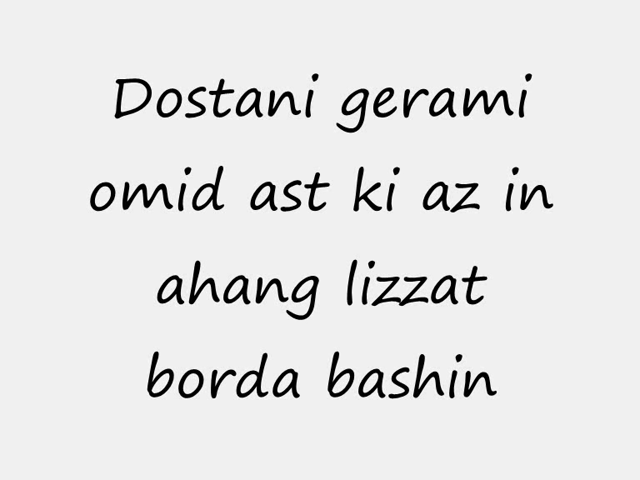 Dostani gerami
omid ast ki az in
ahang lizzat
borda bashin